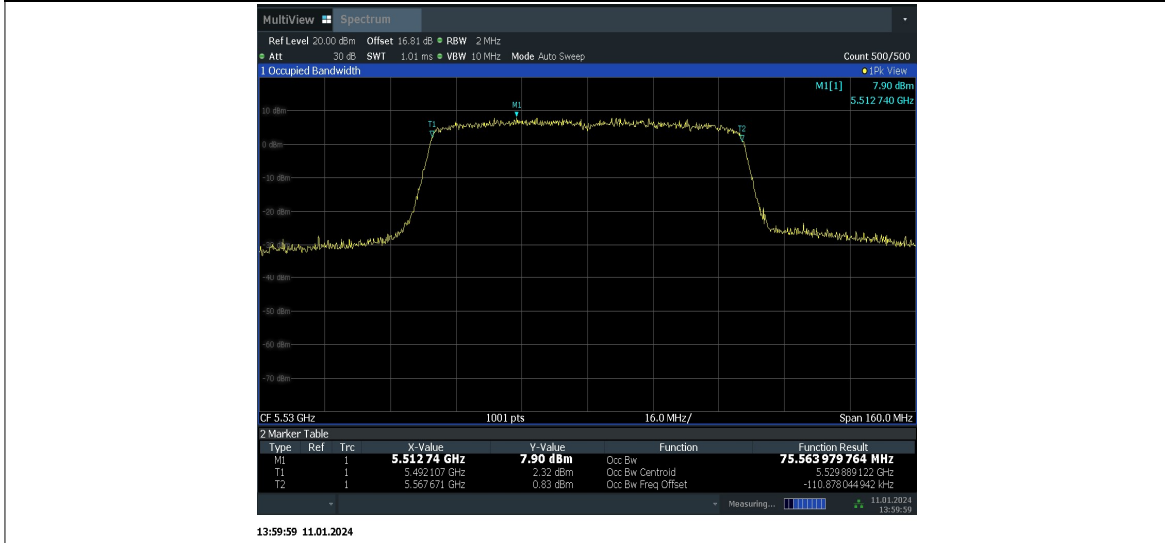 MultiView Spectrum
Ref Level 20.00 dBm Offset 16.81 dB RBW 2 MHz
Att 30 dB SWT 1.01 ms VBW 10 MHz Mode Auto Sweep Count 500/500
1 Occupied Bandwidth 1Pk View
M1[1] 7.90 dBm
5.512 740 GHz
M1
10 dBm
T1
T2
0 dBm
-10 dBm
-20 dBm
-40 dBm
-50 dBm
-60 dBm
-70 dBm
CF 5.53 GHz 1001 pts 16.0 MHz/ Span 160.0 MHz
2 Marker Table
Type Ref Trc X-Value Y-Value Function Function Result
M1 1 5.512 74 GHz 7.90 dBm Occ Bw 75.563 979 764 MHz
T1 1 5.492 107 GHz 2.32 dBm Occ Bw Centroid 5.529 889 122 GHz
T2 1 5.567 671 GHz 0.83 dBm Occ Bw Freq Offset -110.878 044 942 kHz
Measuring... 11.01.2024
13:59:59
13:59:59 11.01.2024